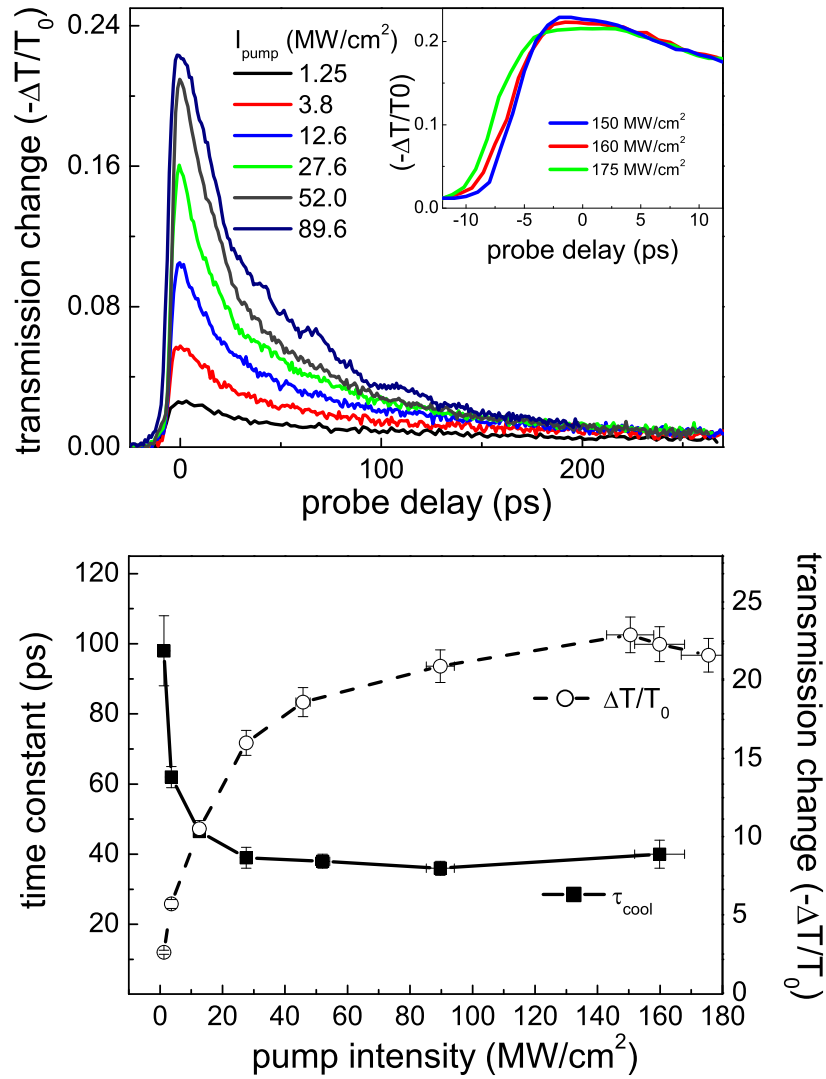 transmission change (-ΔT/T₀)
0.24
0.16
0.08
0.00
I_pump (MW/cm²)
1.25
3.8
12.6
27.6
52.0
89.6
(-ΔT/T0)
0.2
0.1
0.0
150 MW/cm²
160 MW/cm²
175 MW/cm²
-10 -5 0 5 10
probe delay (ps)
0 100 200
probe delay (ps)
time constant (ps)
120
100
80
60
40
20
ΔT/T₀
τ_cool
25
20
15
10
5
0
transmission change (-ΔT/T₀)
0 20 40 60 80 100 120 140 160 180
pump intensity (MW/cm²)